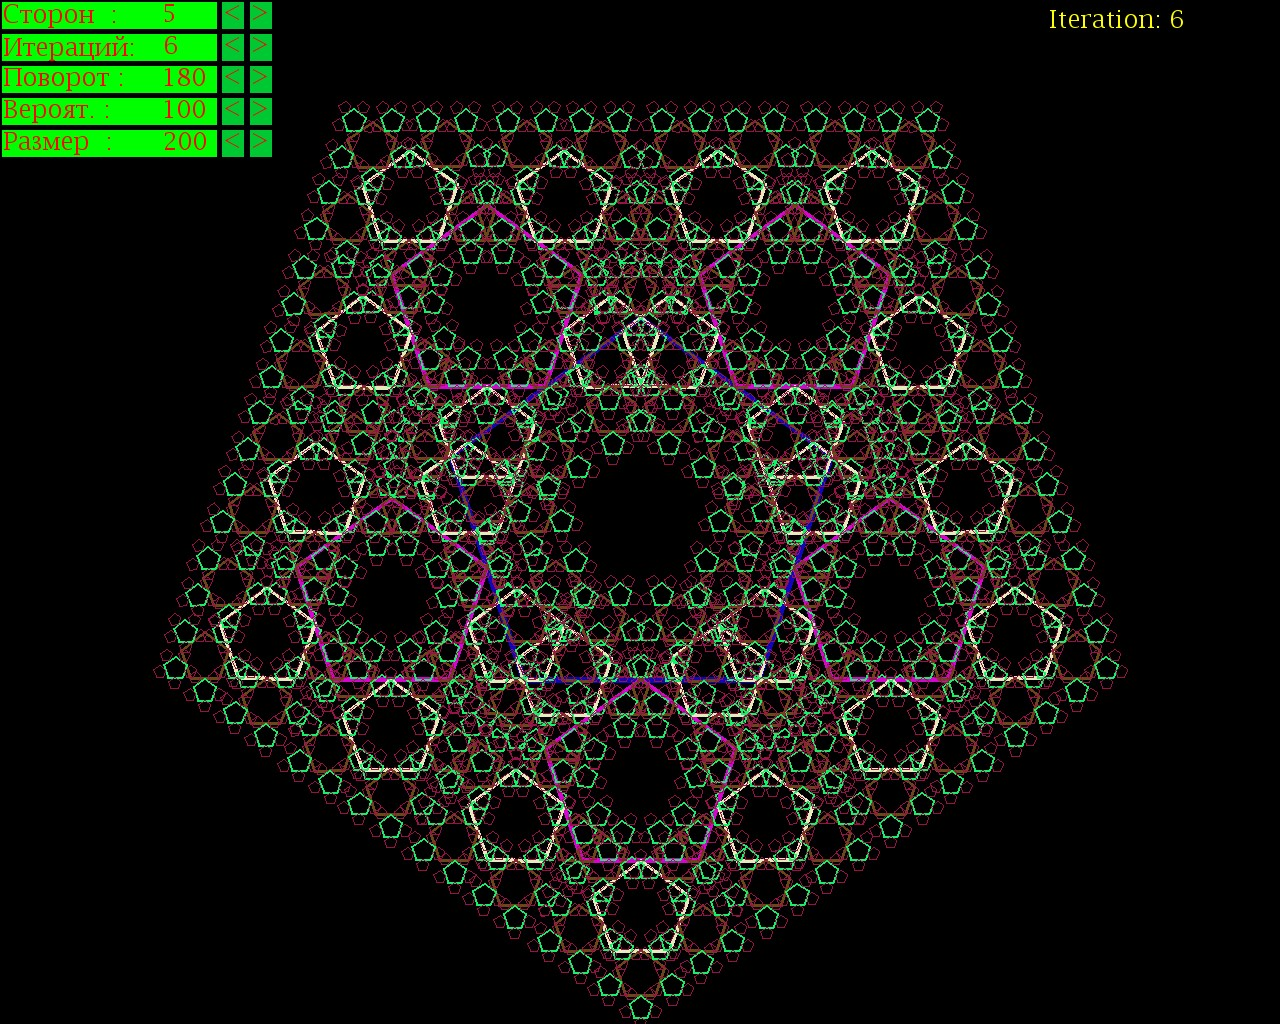 Сторон : 5 < >
Iteration: 6
Итераций: 6 < >
Поворот : 180 < >
Вероят. : 100 < >
Размер : 200 < >